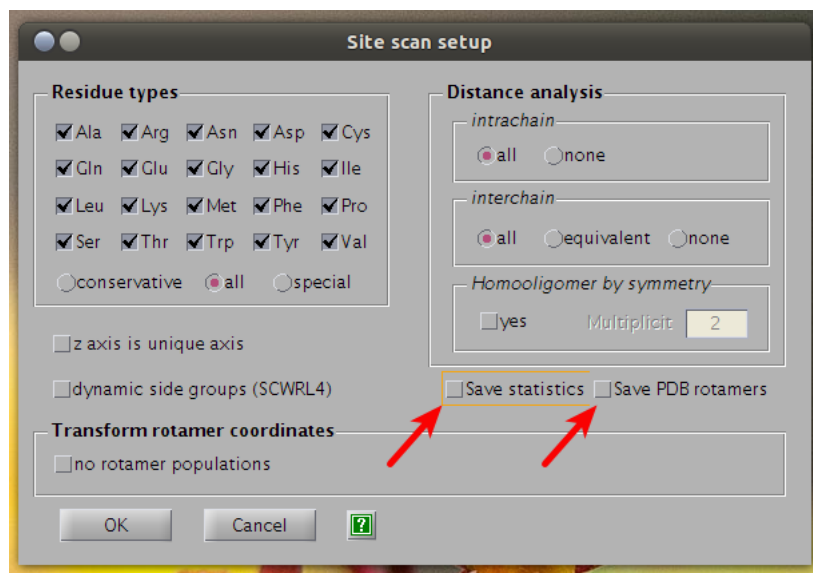 Site scan setup
Residue types
Ala Arg Asn Asp Cys
Gln Glu Gly His Ile
Leu Lys Met Phe Pro
Ser Thr Trp Tyr Val
conservative all special
z axis is unique axis
dynamic side groups (SCWRL4)
Distance analysis
intrachain
all none
interchain
all equivalent none
Homooligomer by symmetry
yes Multiplicit 2
Save statistics Save PDB rotamers
Transform rotamer coordinates
no rotamer populations
OK Cancel ?